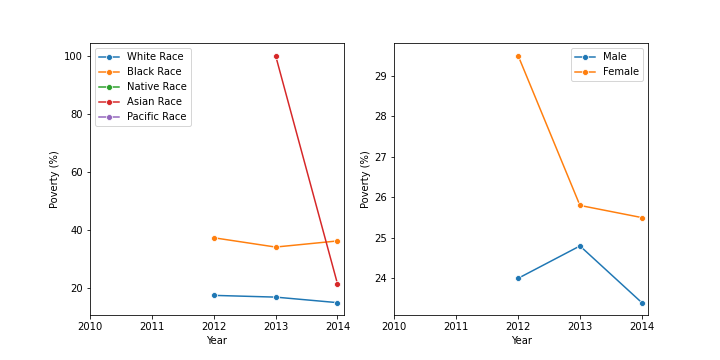 100
80
60
40
20
Poverty (%)
White Race
Black Race
Native Race
Asian Race
Pacific Race
2010 2011 2012 2013 2014
Year
29
28
27
26
25
24
Poverty (%)
Male
Female
2010 2011 2012 2013 2014
Year